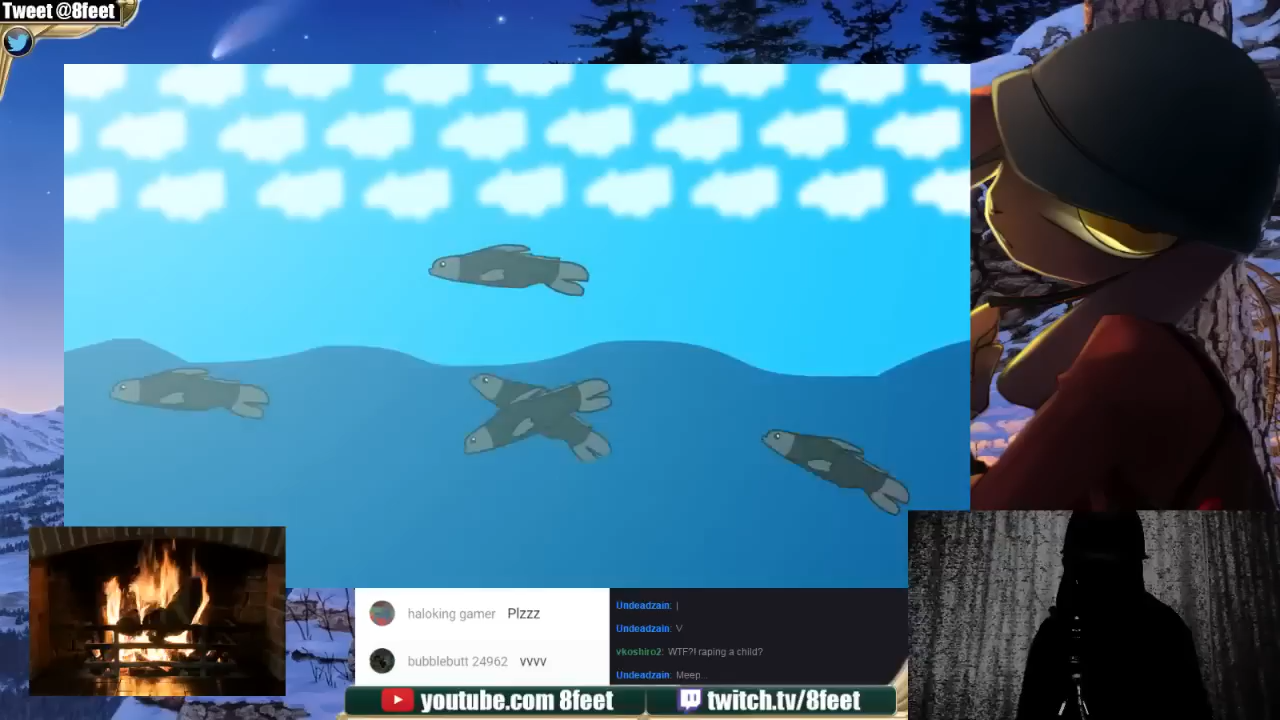 Tweet @8feet
haloking gamer Plzzz
bubblebutt 24962 vvvv
Undeadzain: |
Undeadzain: V
vkoshiro2: WTF?! raping a child?
Undeadzain: Meep..
youtube.com 8feet
twitch.tv/8feet